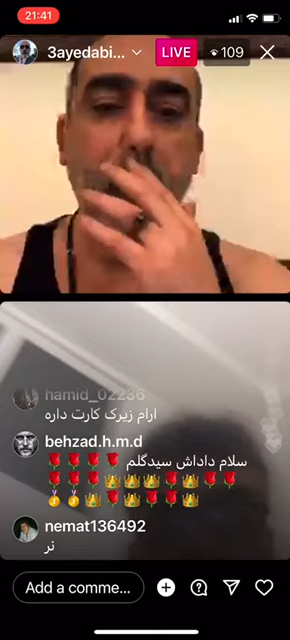 21:41
3ayedabi...
LIVE
109
hamid_02236
ارام زیرک کارت داره
behzad.h.m.d
سلام داداش سیدگلم 🌹🌹🌹🌹
🌹🌹🌹👑👑👑🌹👑🌹🌹
🥇🥇👑🌹👑🌹🌹👑
nemat136492
نر
Add a comme...